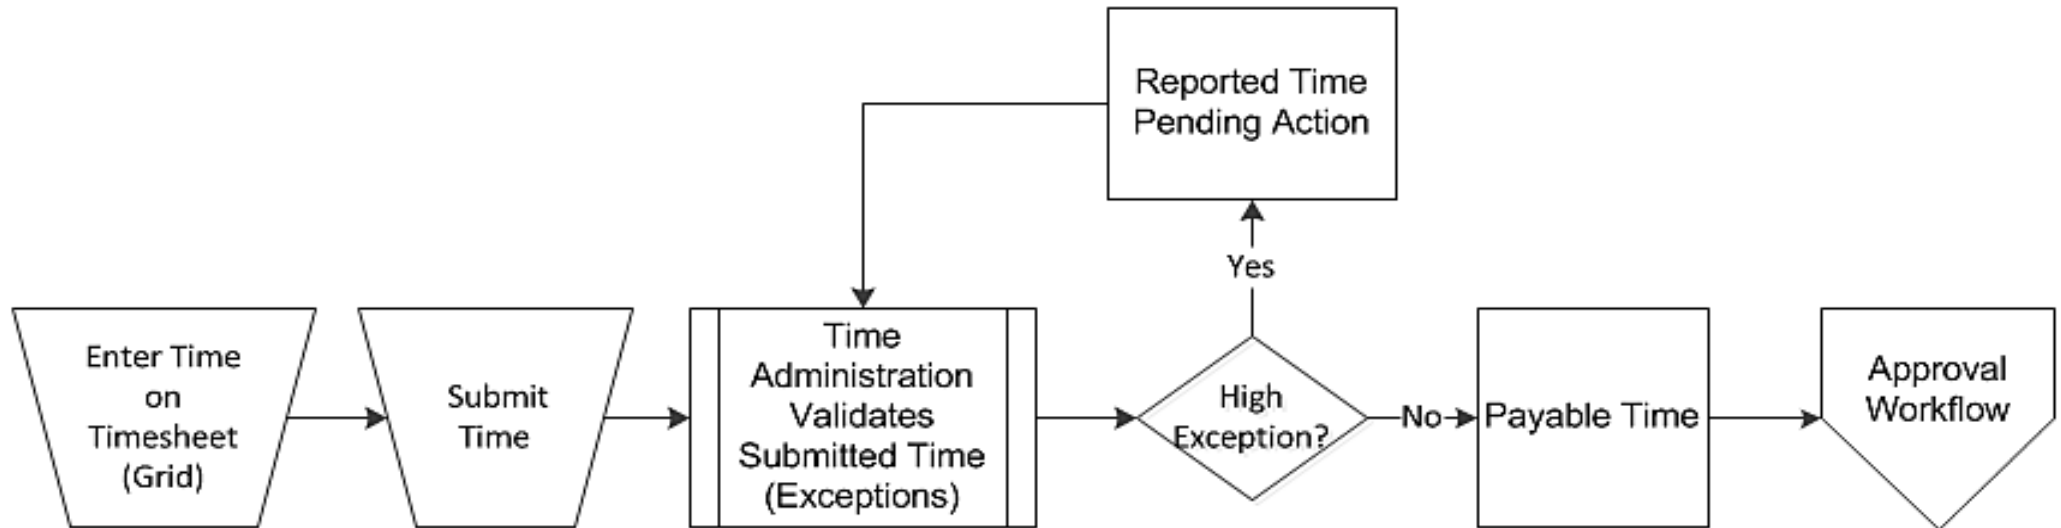 Reported Time
Pending Action
Yes
Enter Time
on
Timesheet
(Grid)
Submit
Time
Time
Administration
Validates
Submitted Time
(Exceptions)
High
Exception?
No
Payable Time
Approval
Workflow